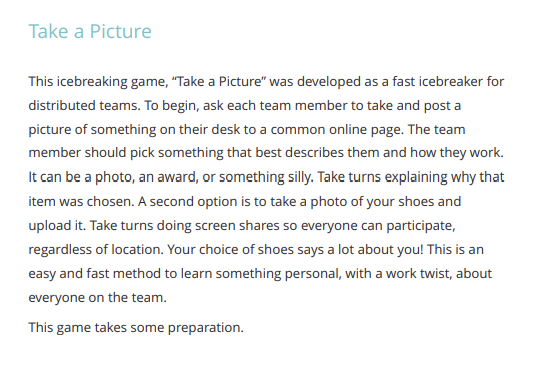 Take a Picture
This icebreaking game, “Take a Picture” was developed as a fast icebreaker for
distributed teams. To begin, ask each team member to take and post a
picture of something on their desk to a common online page. The team
member should pick something that best describes them and how they work.
It can be a photo, an award, or something silly. Take turns explaining why that
item was chosen. A second option is to take a photo of your shoes and
upload it. Take turns doing screen shares so everyone can participate,
regardless of location. Your choice of shoes says a lot about you! This is an
easy and fast method to learn something personal, with a work twist, about
everyone on the team.
This game takes some preparation.